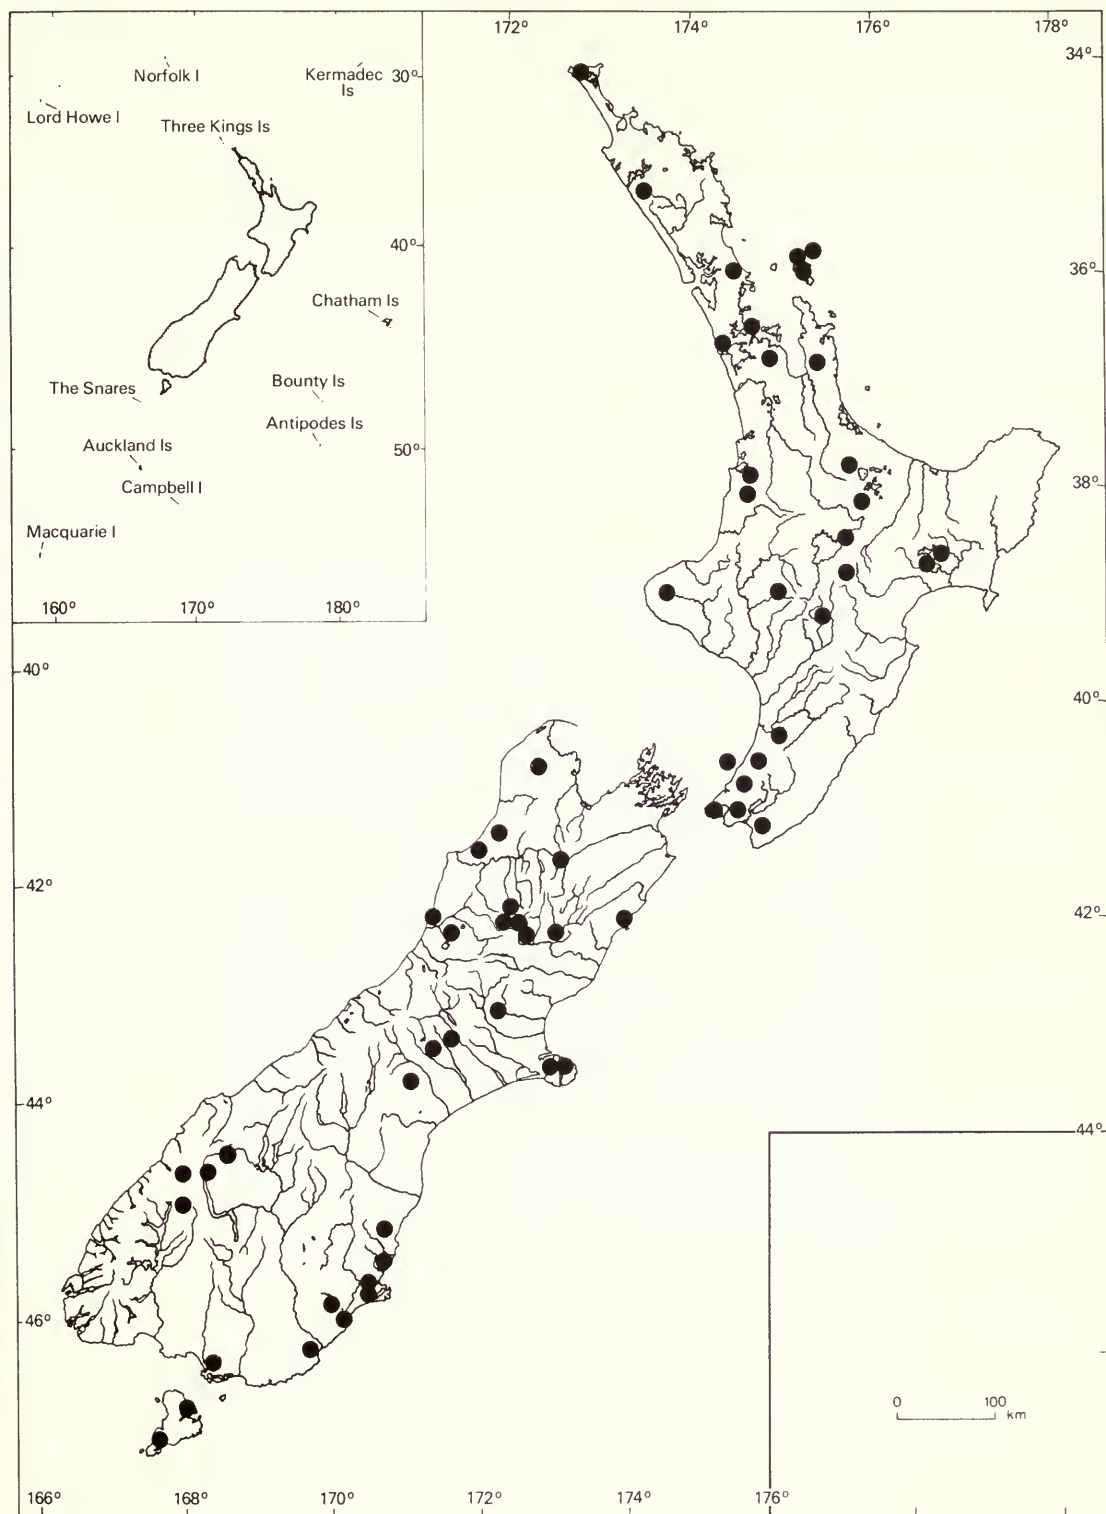 172° 174° 176° 178°
34°
Norfolk I
Kermadec Is
30°
Lord Howe I
Three Kings Is
40°
36°
Chatham Is
The Snares
Bounty Is
Antipodes Is
Auckland Is
50°
Campbell I
38°
Macquarie I
160° 170° 180°
40°
40°
42°
42°
44°
44°
46°
0 100
km
166° 168° 170° 172° 174° 176°